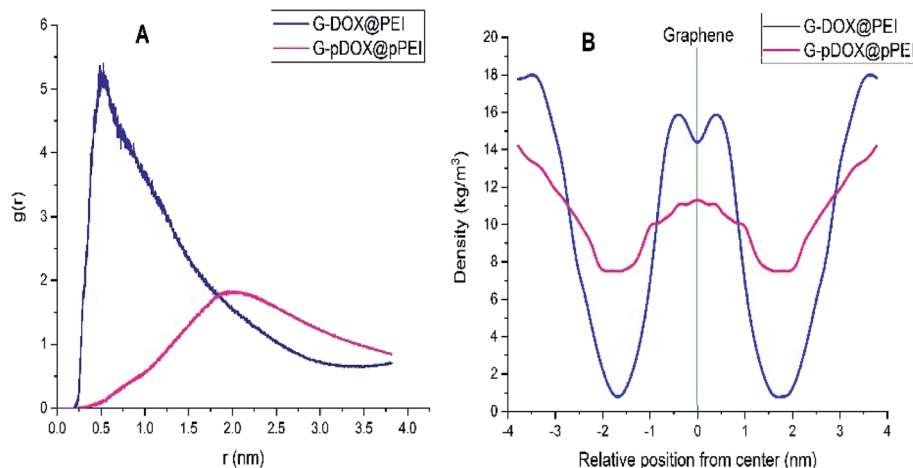 A
G-DOX@PEI
G-pDOX@pPEI
g(r)
6
5
4
3
2
1
0
0.0 0.5 1.0 1.5 2.0 2.5 3.0 3.5 4.0
r (nm)
B
G-DOX@PEI
G-pDOX@pPEI
Graphene
Density (kg/m³)
20
18
16
14
12
10
8
6
4
2
0
-4 -3 -2 -1 0 1 2 3 4
Relative position from center (nm)